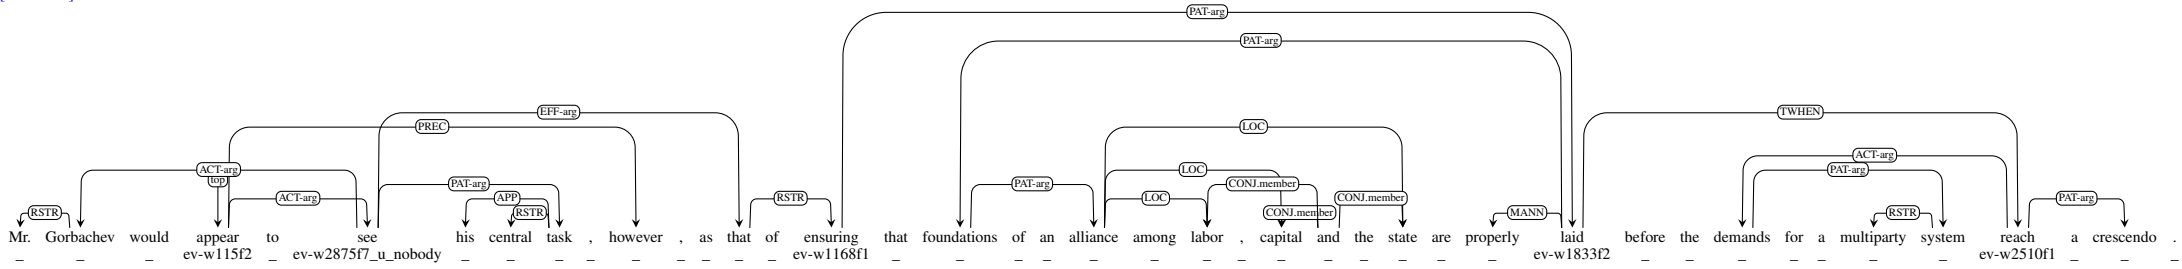 PAT-arg
PAT-arg
EFF-arg TWHEN
PREC LOC
ACT-arg
ACT-arg LOC PAT-arg
top PAT-arg PAT-arg CONJ.member
ACT-arg APP RSTR LOC CONJ.member PAT-arg
RSTR RSTR CONJ.member MANN RSTR
Mr. Gorbachev would appear to see his central task , however , as that of ensuring that foundations of an alliance among labor , capital and the state are properly laid before the demands for a multiparty system reach a crescendo .
_ _ _ ev-w115f2 _ ev-w2875f7_u_nobody _ _ _ _ _ _ _ _ _ ev-w1168f1 _ _ _ _ _ _ _ _ _ _ _ _ _ _ ev-w1833f2 _ _ _ _ _ _ _ ev-w2510f1 _ _ _